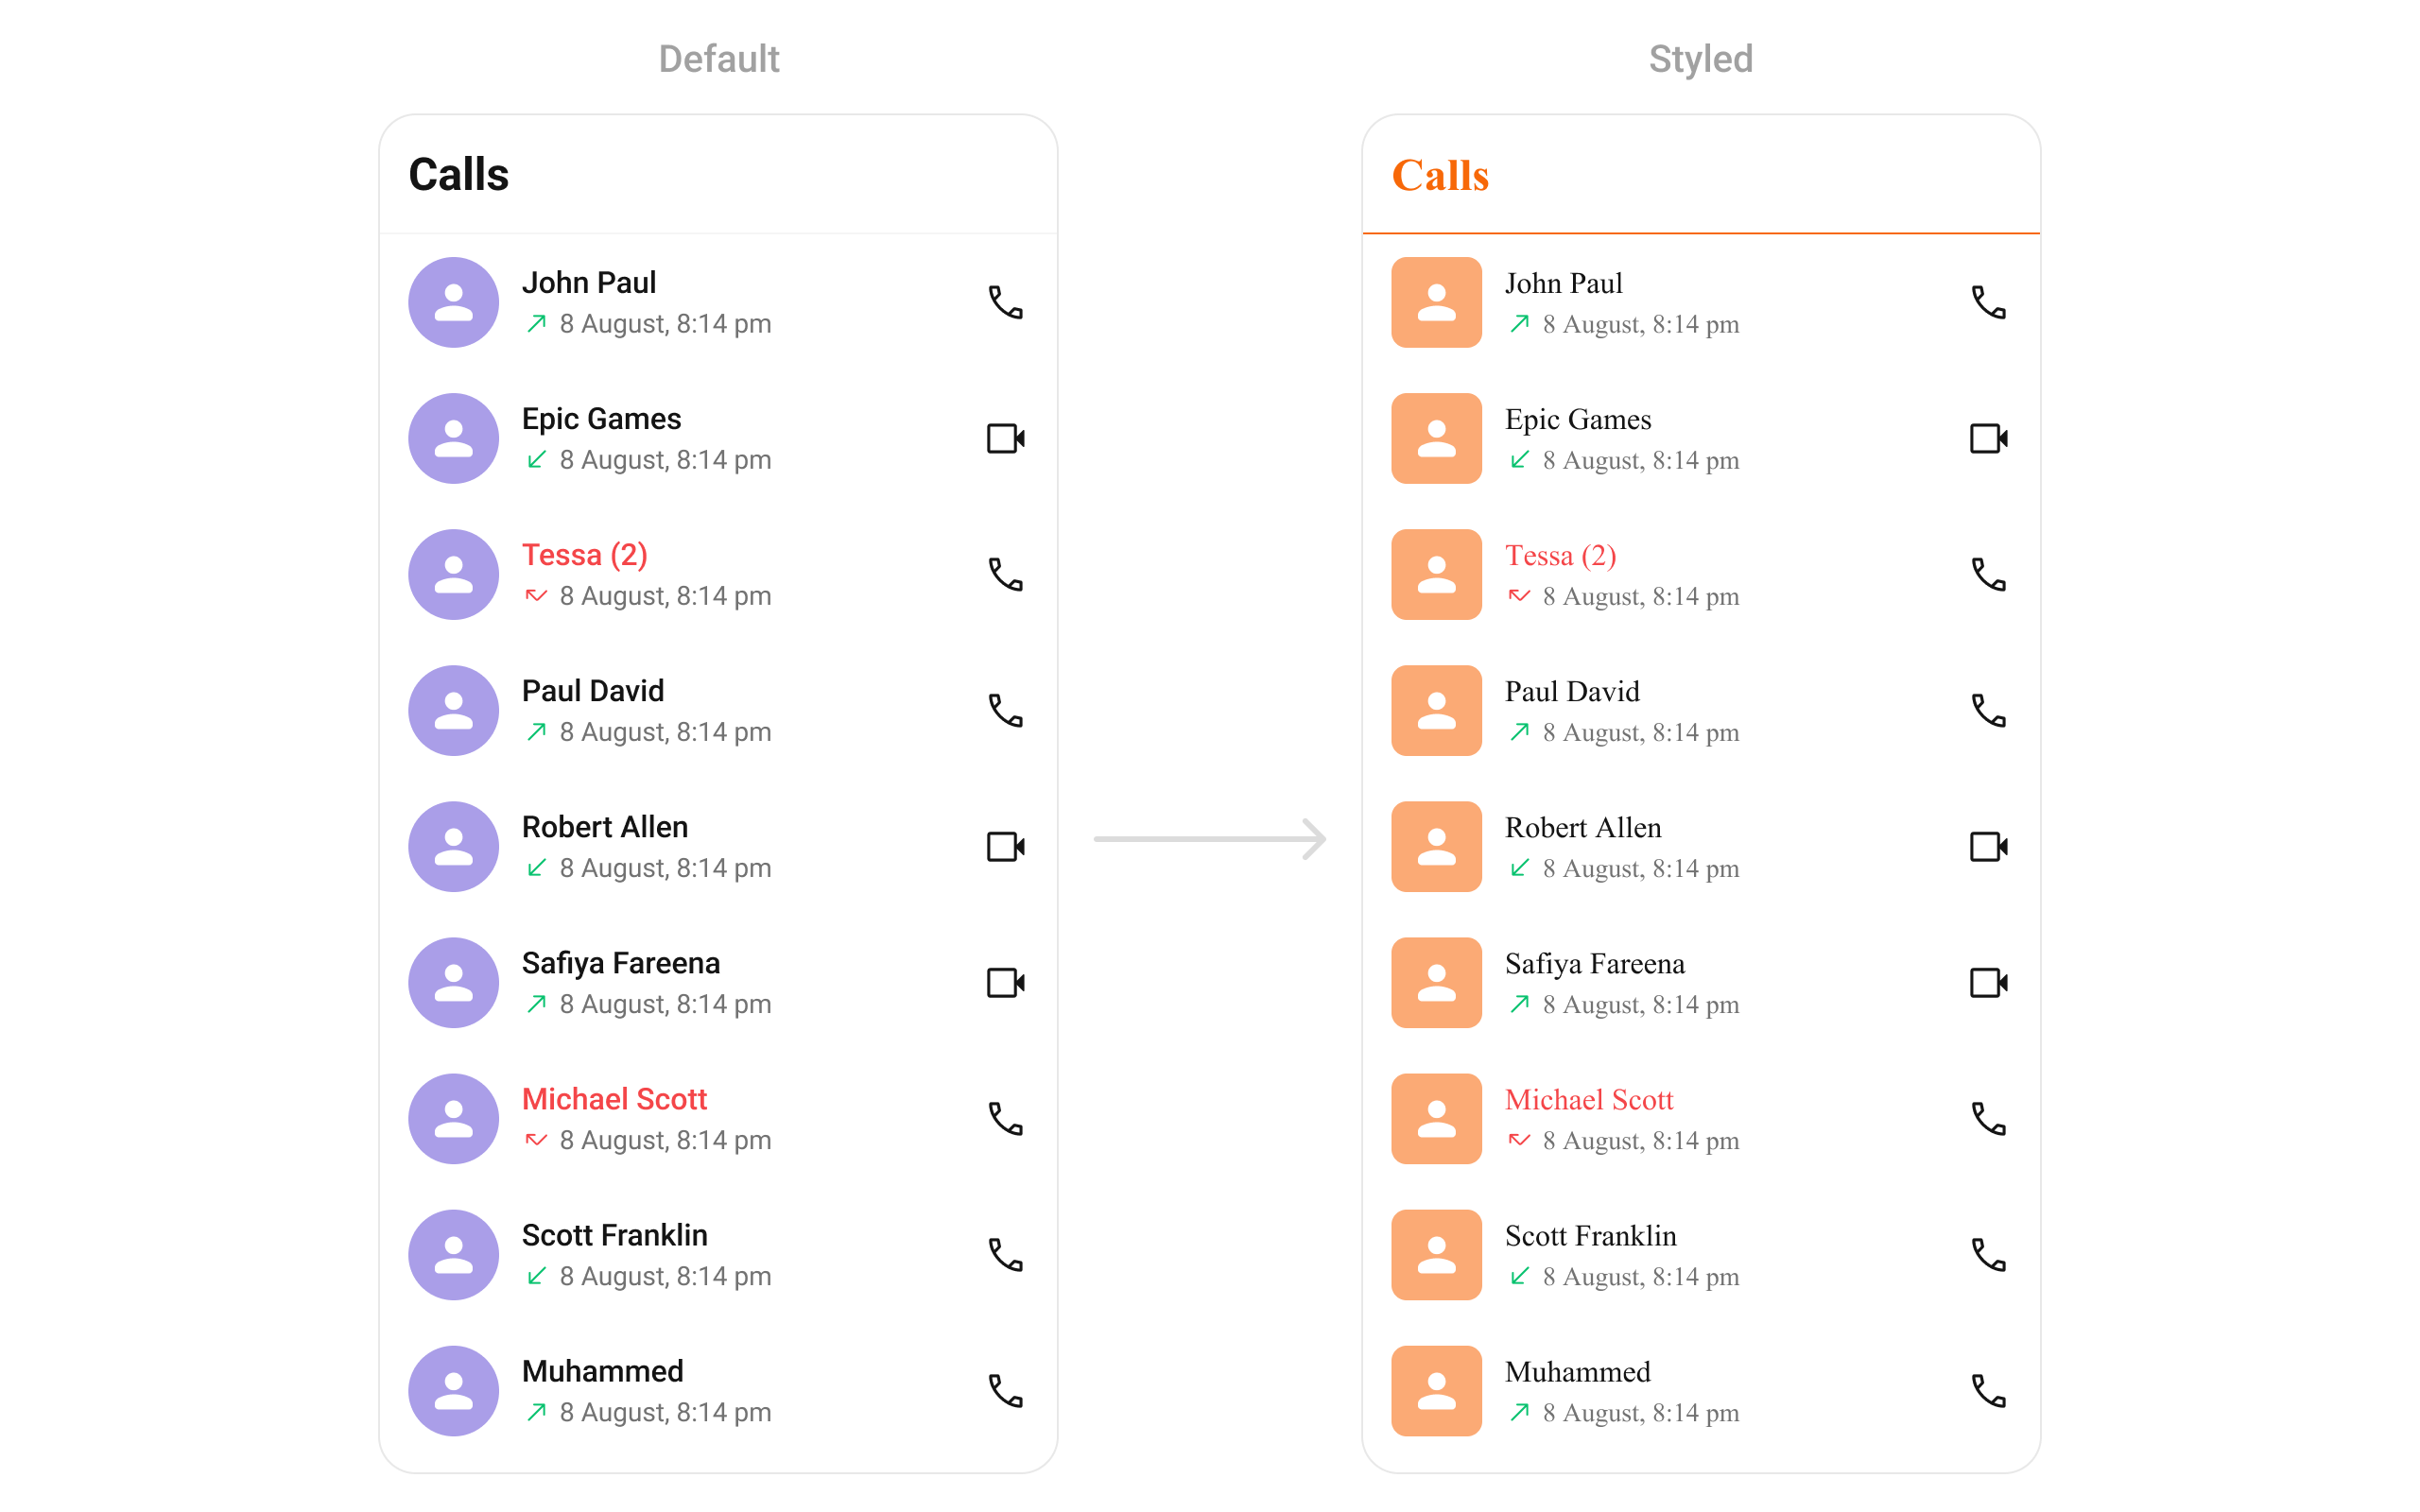 Default
Calls
John Paul
8 August, 8:14 pm
Epic Games
8 August, 8:14 pm
Tessa (2)
8 August, 8:14 pm
Paul David
8 August, 8:14 pm
Robert Allen
8 August, 8:14 pm
Safiya Fareena
8 August, 8:14 pm
Michael Scott
8 August, 8:14 pm
Scott Franklin
8 August, 8:14 pm
Muhammed
8 August, 8:14 pm
Styled
Calls
John Paul
8 August, 8:14 pm
Epic Games
8 August, 8:14 pm
Tessa (2)
8 August, 8:14 pm
Paul David
8 August, 8:14 pm
Robert Allen
8 August, 8:14 pm
Safiya Fareena
8 August, 8:14 pm
Michael Scott
8 August, 8:14 pm
Scott Franklin
8 August, 8:14 pm
Muhammed
8 August, 8:14 pm